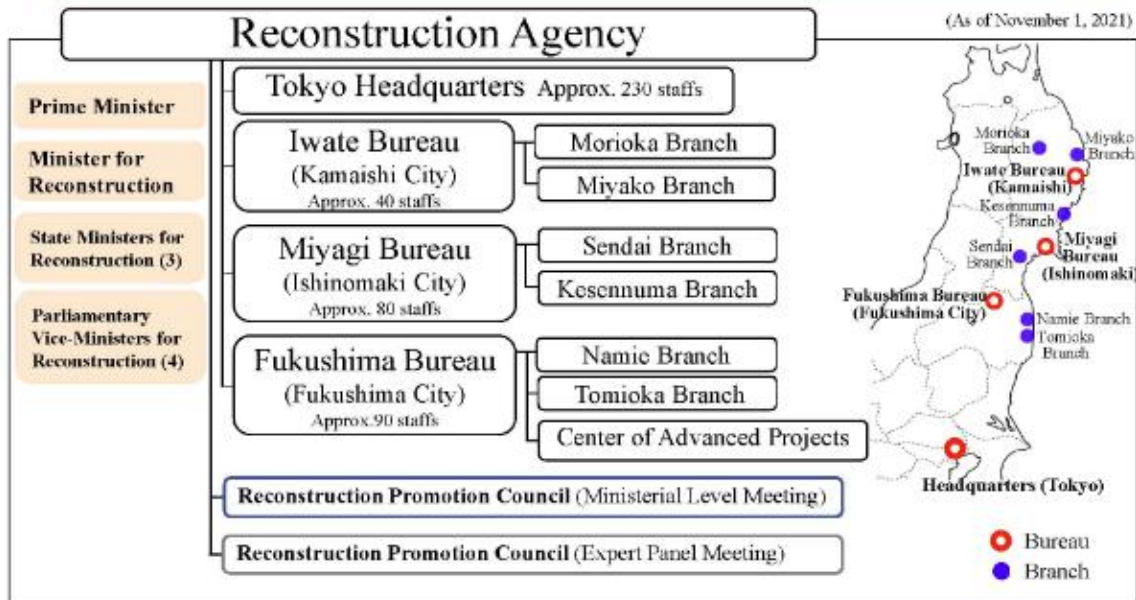 Reconstruction Agency
(As of November 1, 2021)
Prime Minister
Minister for
Reconstruction
State Ministers for
Reconstruction (3)
Parliamentary
Vice-Ministers for
Reconstruction (4)
Tokyo Headquarters Approx. 230 staffs
Iwate Bureau
(Kamaishi City)
Approx. 40 staffs
Morioka Branch
Miyako Branch
Miyagi Bureau
(Ishinomaki City)
Approx. 80 staffs
Sendai Branch
Kesennuma Branch
Fukushima Bureau
(Fukushima City)
Approx.90 staffs
Namie Branch
Tomioka Branch
Center of Advanced Projects
Reconstruction Promotion Council (Ministerial Level Meeting)
Reconstruction Promotion Council (Expert Panel Meeting)
Morioka
Branch
Miyako
Branch
Iwate Bureau
(Kamaishi)
Kesennuma
Branch
Sendai
Branch
Miyagi
Bureau
(Ishinomaki)
Fukushima Bureau
(Fukushima City)
Namie Branch
Tomioka
Branch
Headquarters (Tokyo)
Bureau
Branch